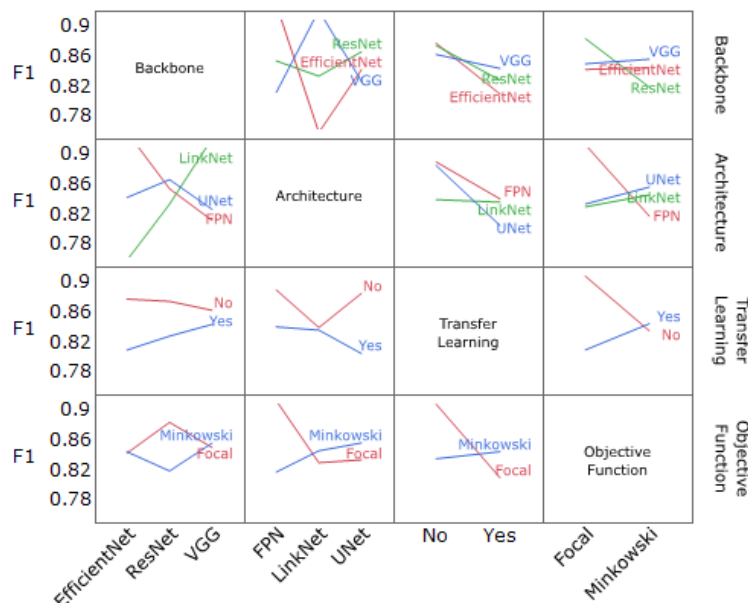 0.9
0.86
0.82
0.78
F1
Backbone
ResNet
EfficientNet
VGG
VGG
ResNet
EfficientNet
VGG
EfficientNet
ResNet
Backbone
0.9
0.86
0.82
0.78
F1
LinkNet
UNet
FPN
Architecture
FPN
LinkNet
UNet
UNet
LinkNet
FPN
Architecture
0.9
0.86
0.82
0.78
F1
No
Yes
No
Yes
Transfer
Learning
Yes
No
Transfer
Learning
0.9
0.86
0.82
0.78
F1
Minkowski
Focal
Minkowski
Focal
Minkowski
Focal
Objective
Function
Objective
Function
EfficientNet
ResNet
VGG
FPN
LinkNet
UNet
No
Yes
Focal
Minkowski